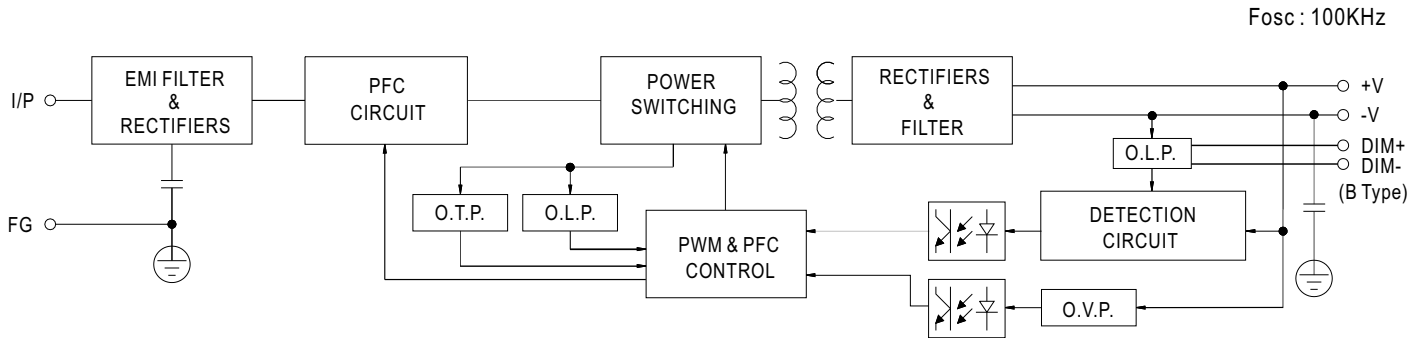 Fosc : 100KHz
I/P
EMI FILTER
&
RECTIFIERS
PFC
CIRCUIT
POWER
SWITCHING
RECTIFIERS
&
FILTER
+V
-V
DIM+
DIM-
(B Type)
O.L.P.
FG
O.T.P.
O.L.P.
PWM & PFC
CONTROL
DETECTION
CIRCUIT
O.V.P.